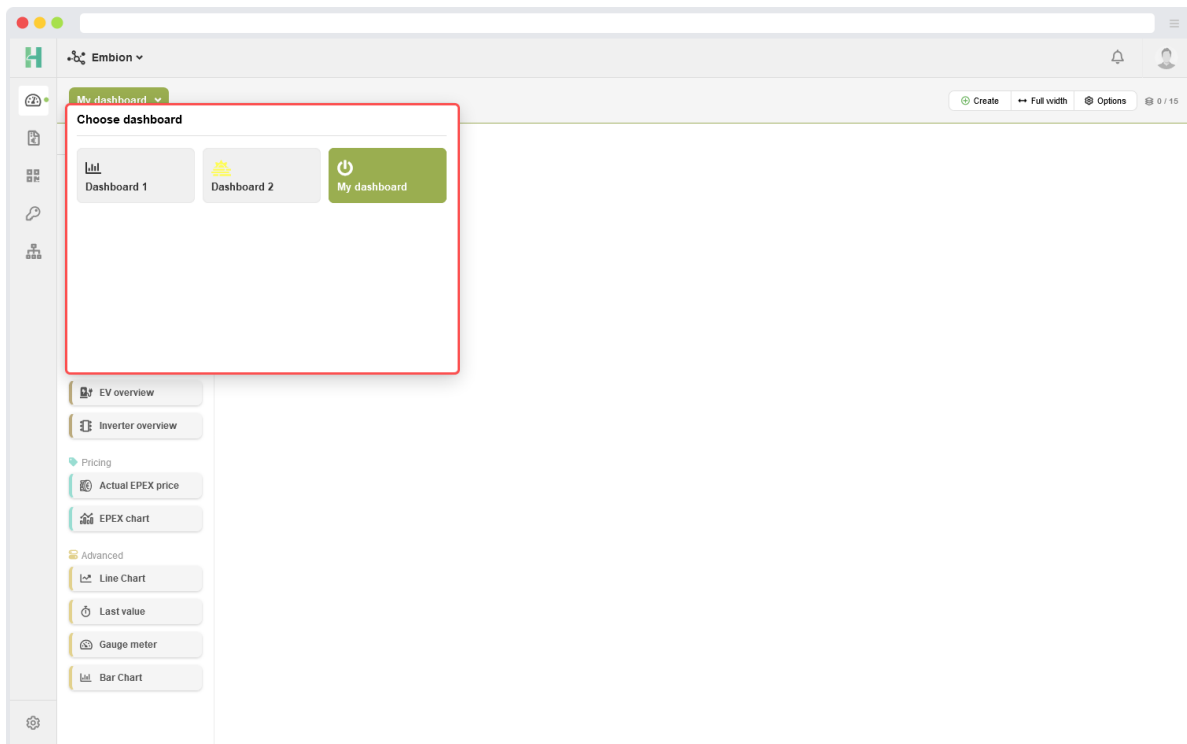 Embion
My dashboard
Create
Full width
Options
0 / 15
Choose dashboard
Dashboard 1
Dashboard 2
My dashboard
EV overview
Inverter overview
Pricing
Actual EPEX price
EPEX chart
Advanced
Line Chart
Last value
Gauge meter
Bar Chart